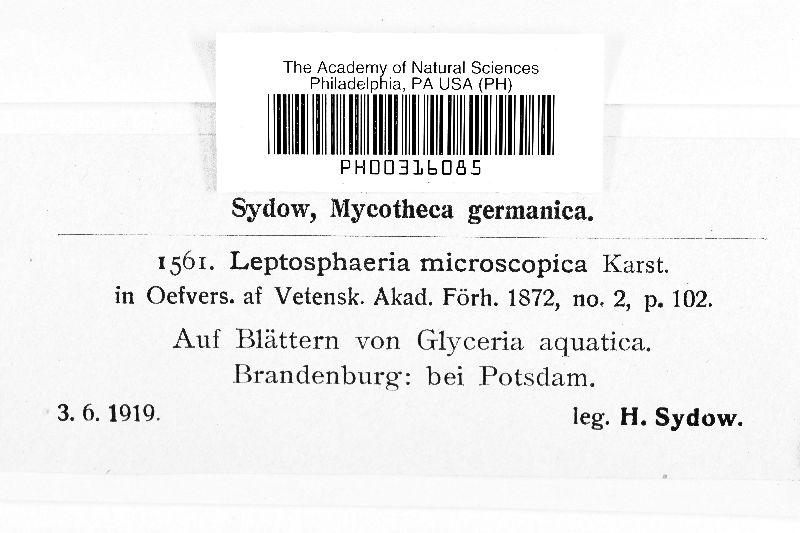 The Academy of Natural Sciences
Philadelphia, PA USA (PH)
PH00316085
Sydow, Mycotheca germanica.
1561. Leptosphaeria microscopica Karst.
in Oefvers. af Vetensk. Akad. Förh. 1872, no. 2, p. 102.
Auf Blättern von Glyceria aquatica.
Brandenburg: bei Potsdam.
3. 6. 1919. leg. H. Sydow.